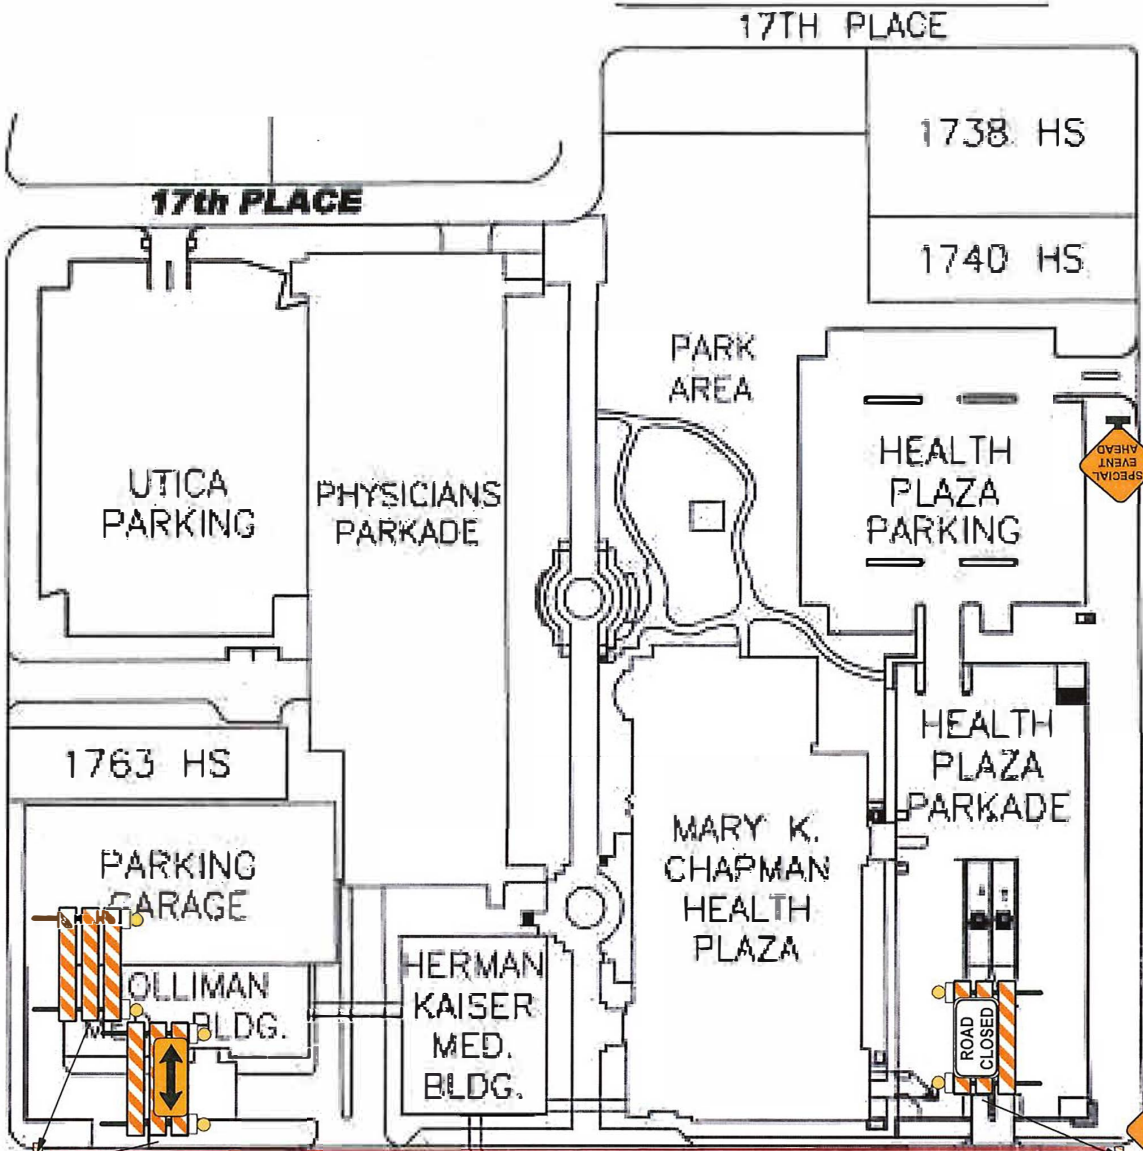 17TH PLACE
1738 HS
17th PLACE
1740 HS
PARK
AREA
SPECIAL
EVENT
AHEAD
HEALTH
PLAZA
PARKING
UTICA
PARKING
PHYSICIANS
PARKADE
HEALTH
PLAZA
PARKADE
1763 HS
MARY K.
CHAPMAN
HEALTH
PLAZA
PARKING
GARAGE
HERMAN
KAISER
MED.
BLDG.
OLLIMAN
BLDG.
ROAD
CLOSED